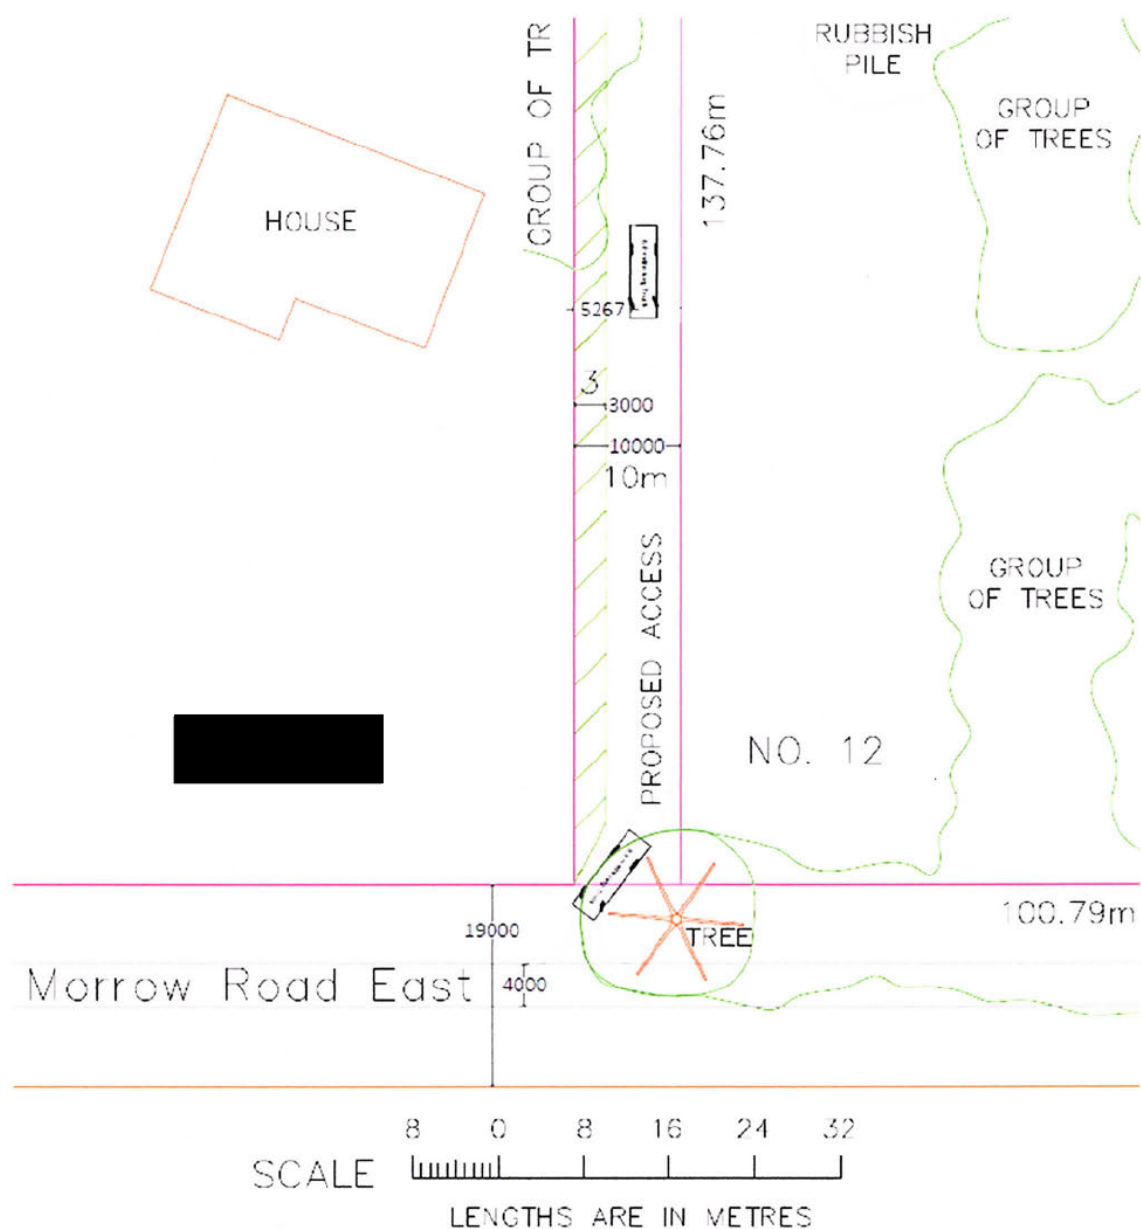 GROUP OF TR
RUBBISH
PILE
GROUP
OF TREES
137.76m
HOUSE
5267
3
3000
10000
10m
PROPOSED ACCESS
GROUP
OF TREES
NO. 12
100.79m
19000
TREE
Morrow Road East
4000
8 0 8 16 24 32
SCALE
LENGTHS ARE IN METRES